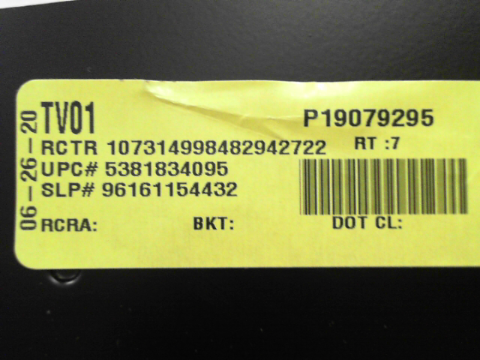 06-26-20
TV01 P19079295
RCTR 107314998482942722 RT :7
UPC# 5381834095
SLP# 96161154432
RCRA: BKT: DOT CL: